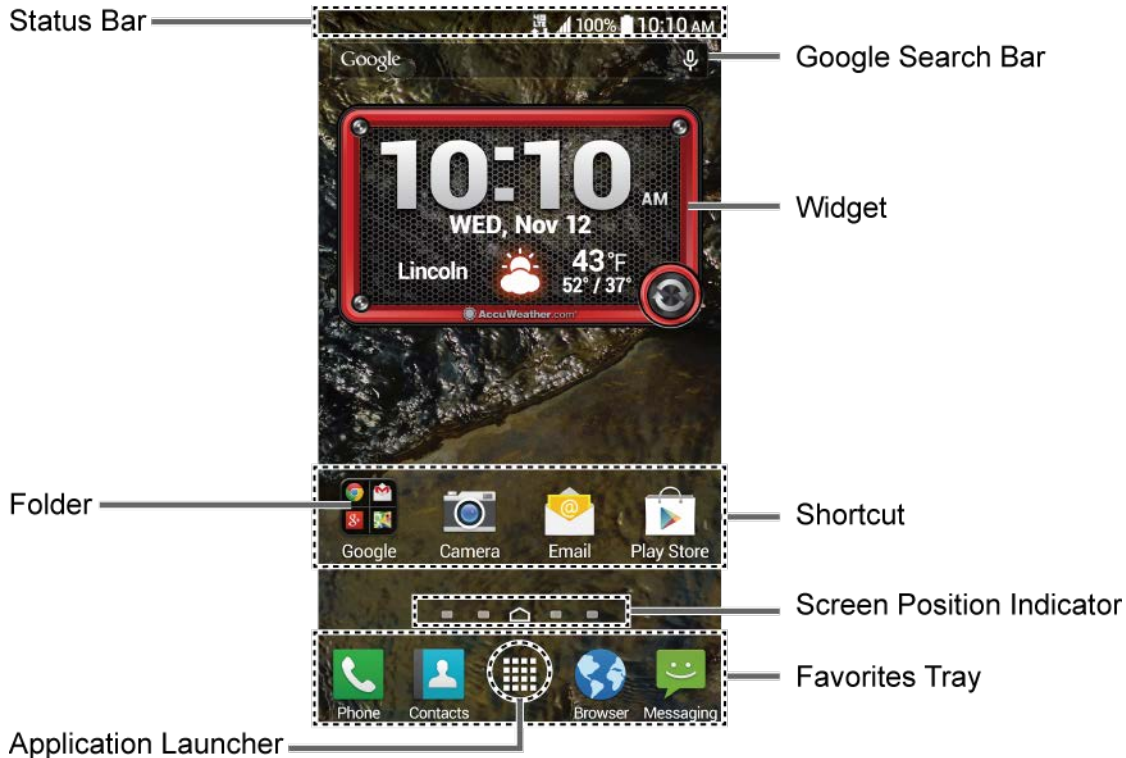 Status Bar
4G LTE 100% 10:10 AM
Google
Google Search Bar
10:10 AM
Widget
WED, Nov 12
Lincoln 43°F
52° / 37°
AccuWeather.com®
Folder
Shortcut
Google Camera Email Play Store
Screen Position Indicator
Favorites Tray
Phone Contacts Browser Messaging
Application Launcher